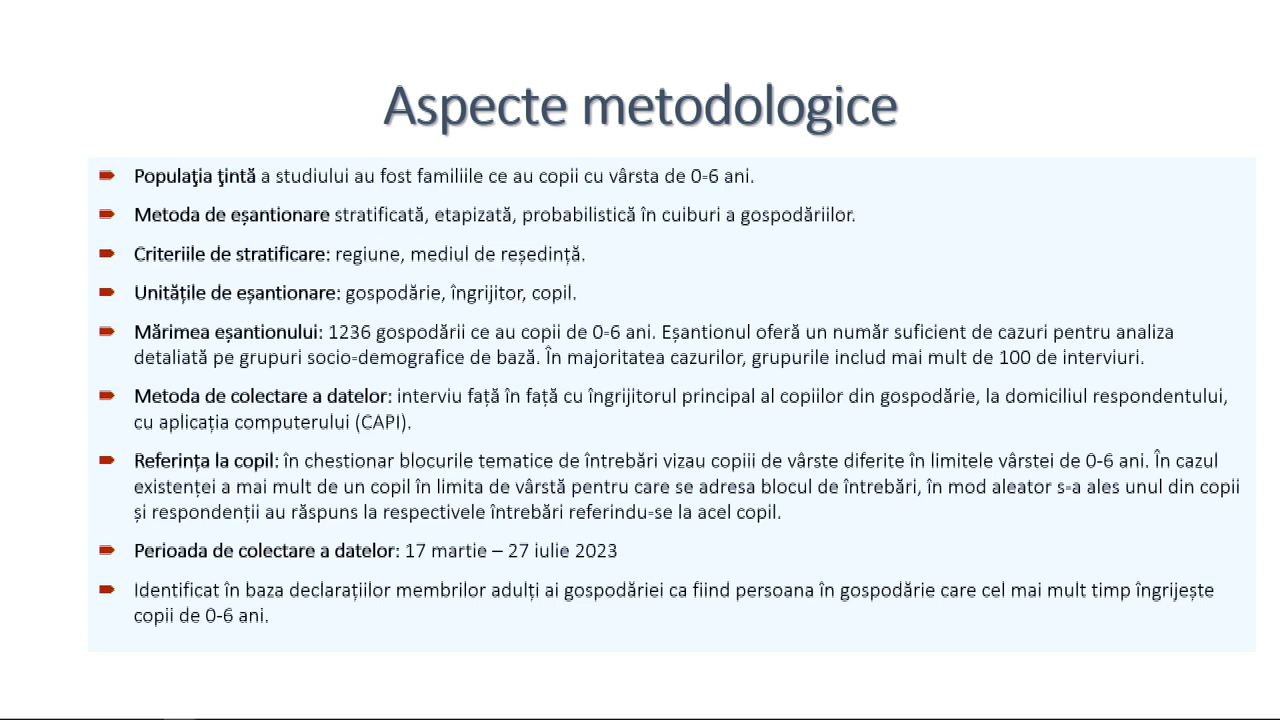 Aspecte metodologice
Populaţia ţintă a studiului au fost familiile ce au copii cu vârsta de 0-6 ani.
Metoda de eșantionare stratificată, etapizată, probabilistică în cuiburi a gospodăriilor.
Criteriile de stratificare: regiune, mediul de reședință.
Unitățile de eșantionare: gospodărie, îngrijitor, copil.
Mărimea eșantionului: 1236 gospodării ce au copii de 0-6 ani. Eșantionul oferă un număr suficient de cazuri pentru analiza
detaliată pe grupuri socio-demografice de bază. În majoritatea cazurilor, grupurile includ mai mult de 100 de interviuri.
Metoda de colectare a datelor: interviu față în față cu îngrijitorul principal al copiilor din gospodărie, la domiciliul respondentului,
cu aplicația computerului (CAPI).
Referința la copil: în chestionar blocurile tematice de întrebări vizau copiii de vârste diferite în limitele vârstei de 0-6 ani. În cazul
existenței a mai mult de un copil în limita de vârstă pentru care se adresa blocul de întrebări, în mod aleator s-a ales unul din copii
și respondenții au răspuns la respectivele întrebări referindu-se la acel copil.
Perioada de colectare a datelor: 17 martie – 27 iulie 2023
Identificat în baza declarațiilor membrilor adulți ai gospodăriei ca fiind persoana în gospodărie care cel mai mult timp îngrijește
copii de 0-6 ani.